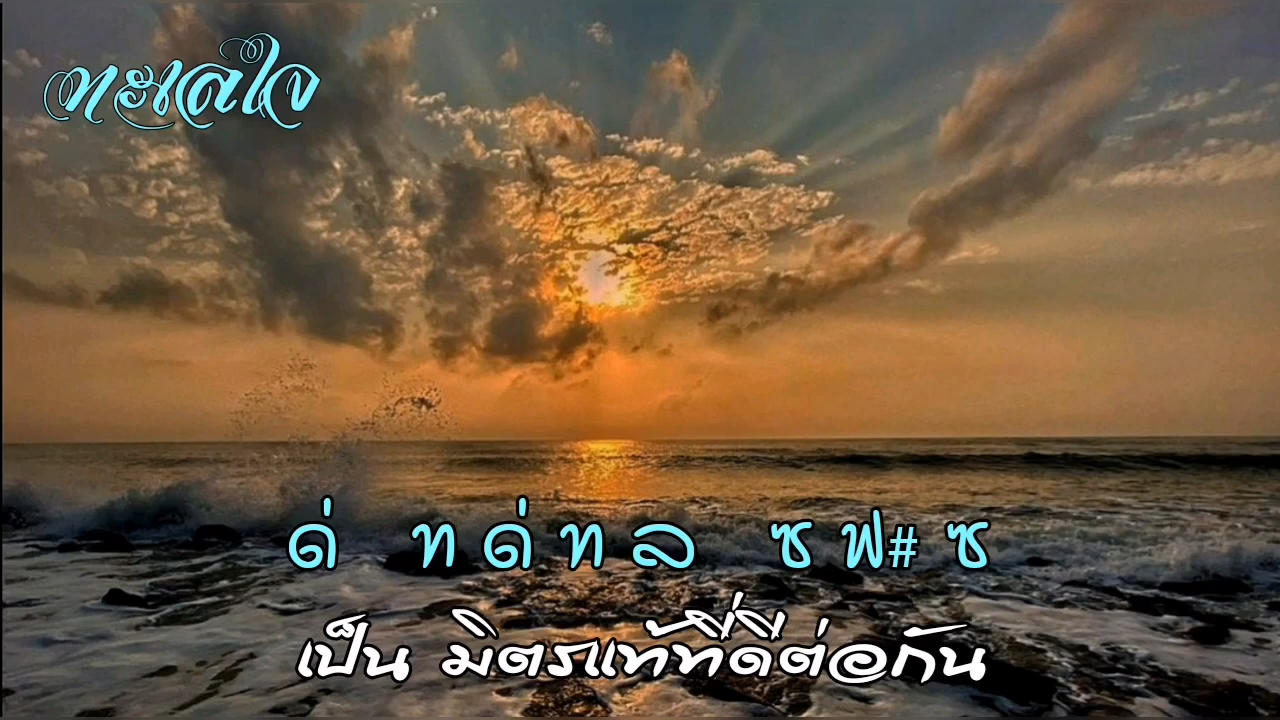 ทะเลใจ
ด่ ท ด่ ท ล ซ ฟ# ซ
เป็น มิตรแท้ที่ดีต่อกัน